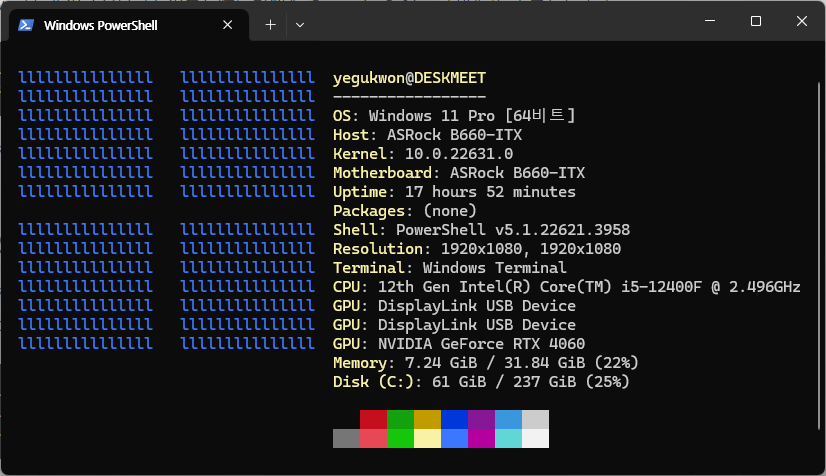 Windows PowerShell
lllllllllllllll   lllllllllllllll  yegukwon@DESKMEET
lllllllllllllll   lllllllllllllll  -----------------
lllllllllllllll   lllllllllllllll  OS: Windows 11 Pro [64비트]
lllllllllllllll   lllllllllllllll  Host: ASRock B660-ITX
lllllllllllllll   lllllllllllllll  Kernel: 10.0.22631.0
lllllllllllllll   lllllllllllllll  Motherboard: ASRock B660-ITX
lllllllllllllll   lllllllllllllll  Uptime: 17 hours 52 minutes
Packages: (none)
lllllllllllllll   lllllllllllllll  Shell: PowerShell v5.1.22621.3958
lllllllllllllll   lllllllllllllll  Resolution: 1920x1080, 1920x1080
lllllllllllllll   lllllllllllllll  Terminal: Windows Terminal
lllllllllllllll   lllllllllllllll  CPU: 12th Gen Intel(R) Core(TM) i5-12400F @ 2.496GHz
lllllllllllllll   lllllllllllllll  GPU: DisplayLink USB Device
lllllllllllllll   lllllllllllllll  GPU: DisplayLink USB Device
lllllllllllllll   lllllllllllllll  GPU: NVIDIA GeForce RTX 4060
Memory: 7.24 GiB / 31.84 GiB (22%)
Disk (C:): 61 GiB / 237 GiB (25%)